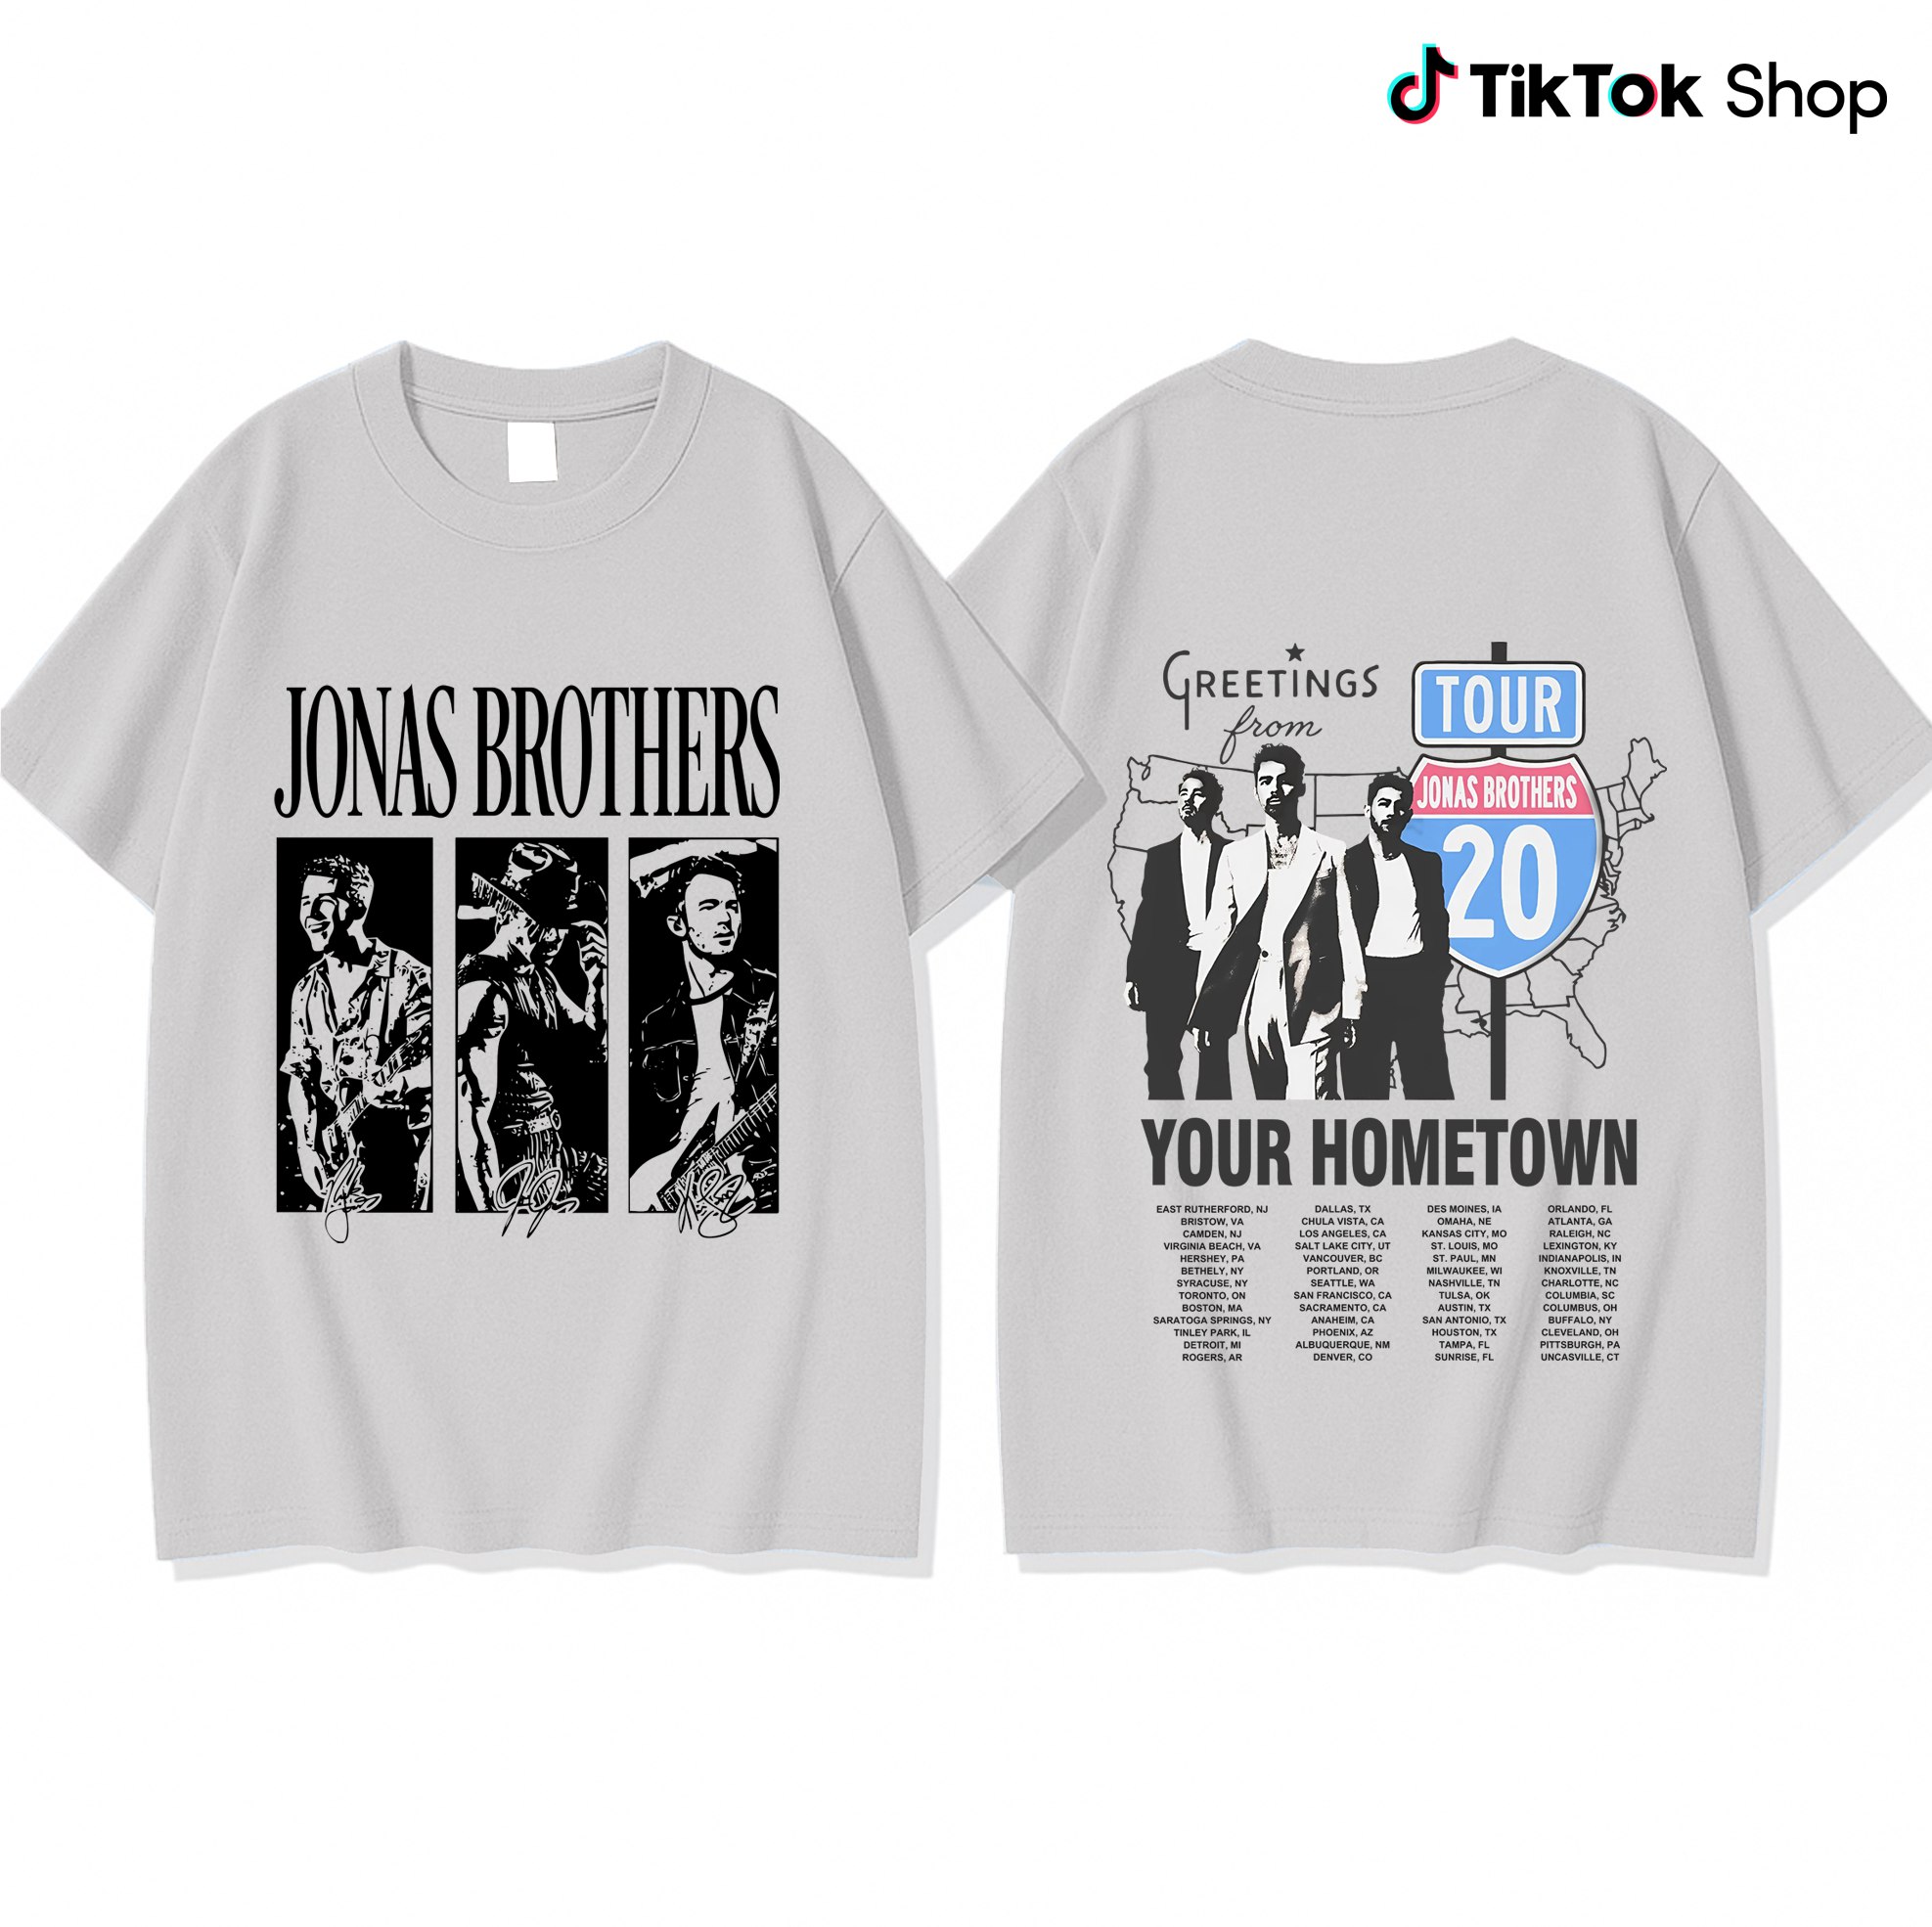 TikTok Shop
JONAS BROTHERS
GREETINGS
from
TOUR
JONAS BROTHERS
20
YOUR HOMETOWN
EAST RUTHERFORD, NJ
BRISTOW, VA
CAMDEN, NJ
VIRGINIA BEACH, VA
HERSHEY, PA
BETHELY, NY
SYRACUSE, NY
TORONTO, ON
BOSTON, MA
SARATOGA SPRINGS, NY
TINLEY PARK, IL
DETROIT, MI
ROGERS, AR
DALLAS, TX
CHULA VISTA, CA
LOS ANGELES, CA
SALT LAKE CITY, UT
VANCOUVER, BC
PORTLAND, OR
SEATTLE, WA
SAN FRANCISCO, CA
SACRAMENTO, CA
ANAHEIM, CA
PHOENIX, AZ
ALBUQUERQUE, NM
DENVER, CO
DES MOINES, IA
OMAHA, NE
KANSAS CITY, MO
ST. LOUIS, MO
ST. PAUL, MN
MILWAUKEE, WI
NASHVILLE, TN
TULSA, OK
AUSTIN, TX
SAN ANTONIO, TX
HOUSTON, TX
TAMPA, FL
SUNRISE, FL
ORLANDO, FL
ATLANTA, GA
RALEIGH, NC
LEXINGTON, KY
INDIANAPOLIS, IN
KNOXVILLE, TN
CHARLOTTE, NC
COLUMBIA, SC
COLUMBUS, OH
BUFFALO, NY
CLEVELAND, OH
PITTSBURGH, PA
UNCASVILLE, CT